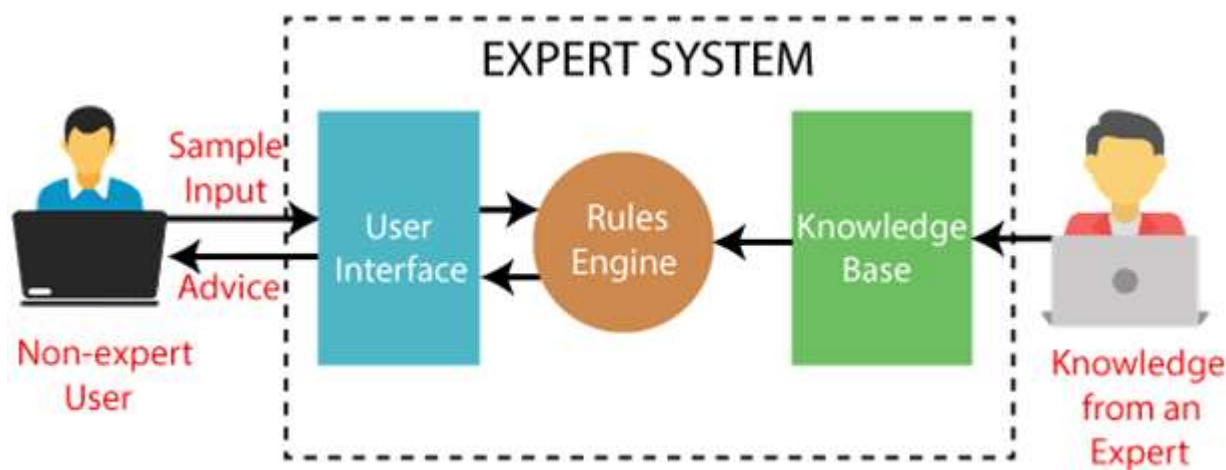 EXPERT SYSTEM
Sample
Input
Advice
Non-expert
User
User
Interface
Rules
Engine
Knowledge
Base
Knowledge
from an
Expert